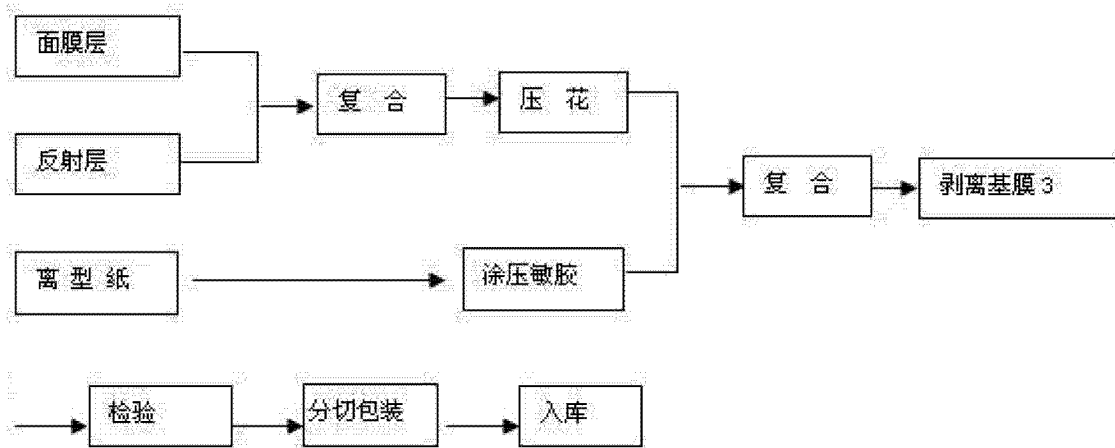 面膜层
复 合
压 花
反射层
复 合
剥离基膜 3
离 型 纸
涂压敏胶
检验
分切包装
入库